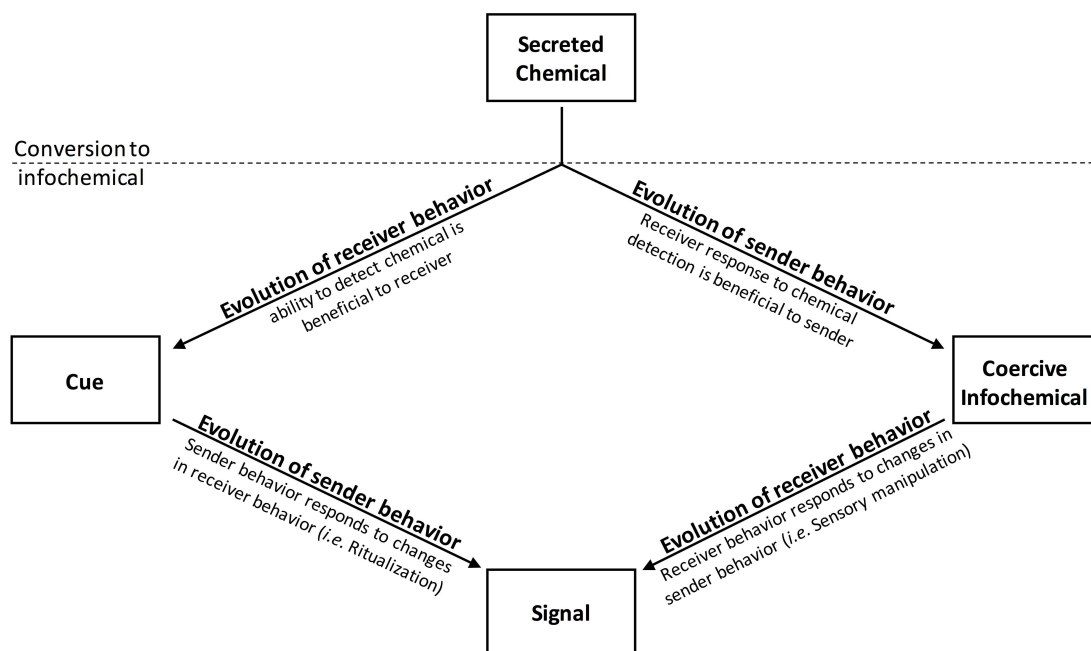 Secreted
Chemical
Conversion to
infochemical
Evolution of receiver behavior
ability to detect chemical is
beneficial to receiver
Evolution of sender behavior
Receiver response to chemical
detection is beneficial to sender
Cue
Coercive
Infochemical
Evolution of sender behavior
Sender behavior responds to changes
in receiver behavior (i.e. Ritualization)
Evolution of receiver behavior
Receiver behavior responds to changes in
sender behavior (i.e. Sensory manipulation)
Signal